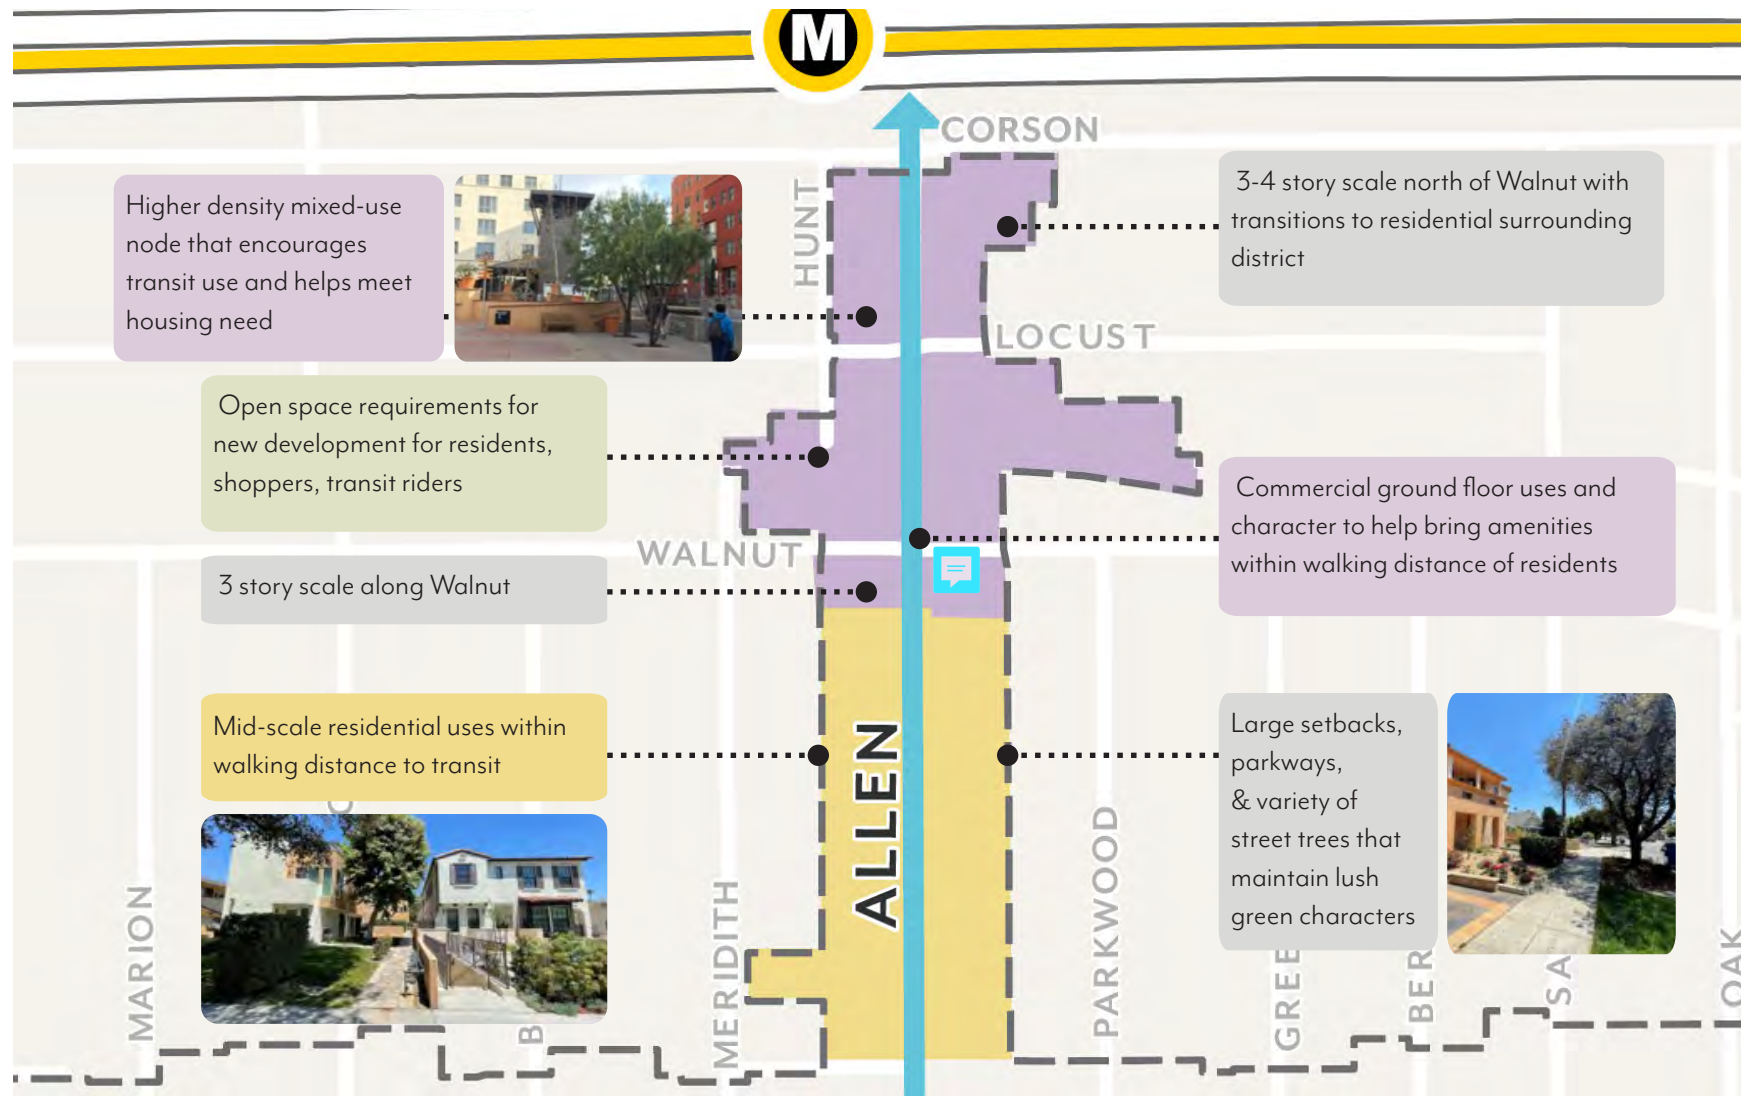 M
CORSON
HUNT
Higher density mixed-use
node that encourages
transit use and helps meet
housing need
3-4 story scale north of Walnut with
transitions to residential surrounding
district
LOCUST
Open space requirements for
new development for residents,
shoppers, transit riders
Commercial ground floor uses and
character to help bring amenities
within walking distance of residents
WALNUT
3 story scale along Walnut
Mid-scale residential uses within
walking distance to transit
ALLEN
Large setbacks,
parkways,
& variety of
street trees that
maintain lush
green characters
MARION
B
MERIDITH
PARKWOOD
GREE
BER
SA
OAK